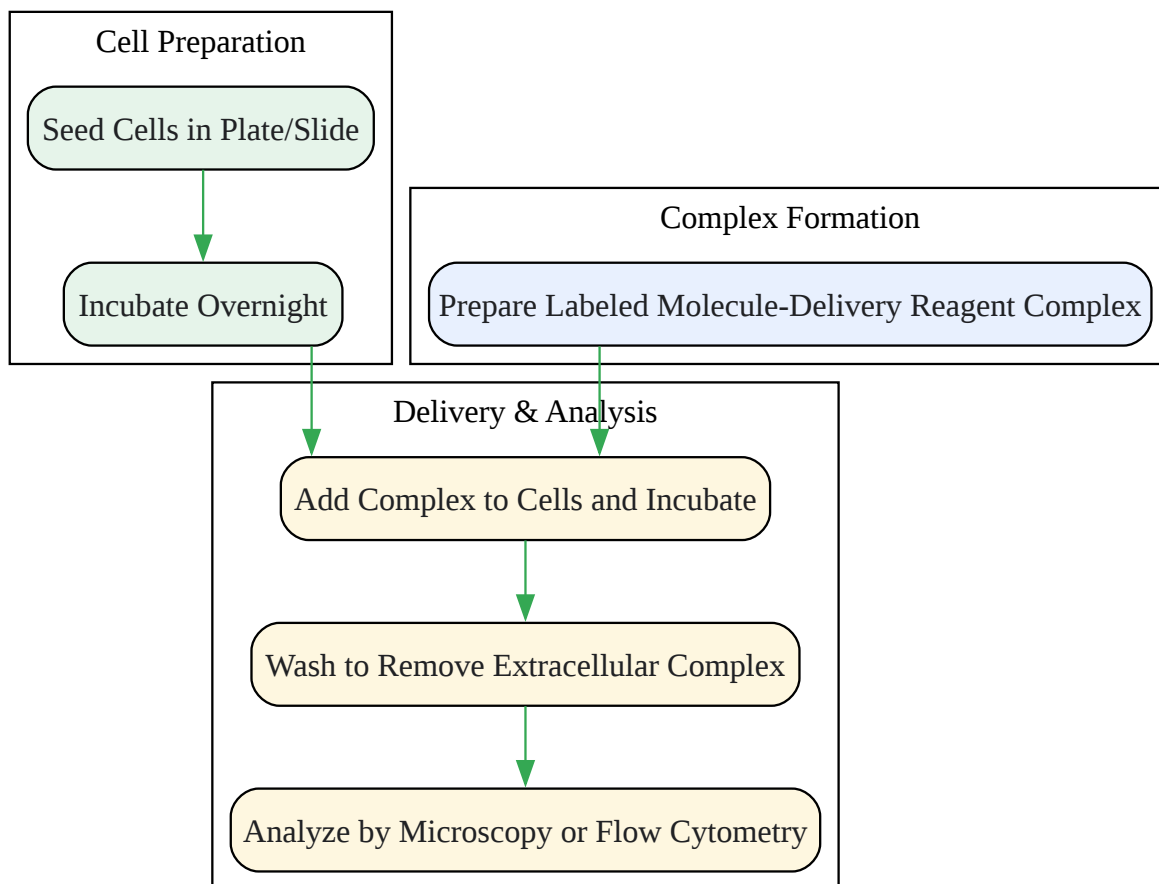 Cell Preparation
Seed Cells in Plate/Slide
Incubate Overnight
Complex Formation
Prepare Labeled Molecule-Delivery Reagent Complex
Delivery & Analysis
Add Complex to Cells and Incubate
Wash to Remove Extracellular Complex
Analyze by Microscopy or Flow Cytometry